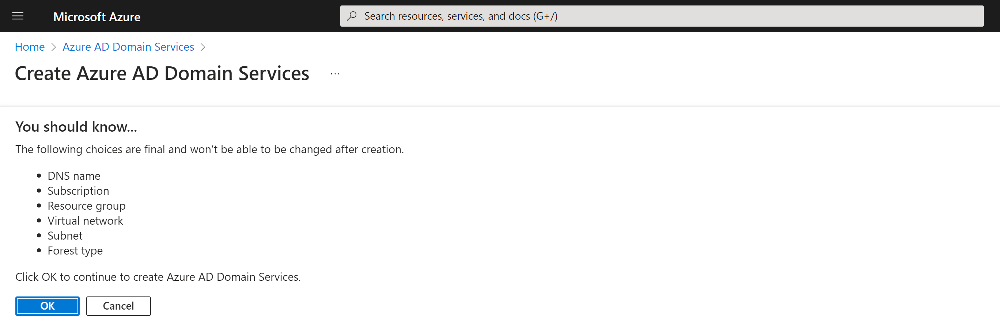 Microsoft Azure
Search resources, services, and docs (G+/)
Home > Azure AD Domain Services >
Create Azure AD Domain Services ...
You should know...
The following choices are final and won’t be able to be changed after creation.
• DNS name
• Subscription
• Resource group
• Virtual network
• Subnet
• Forest type
Click OK to continue to create Azure AD Domain Services.
OK Cancel